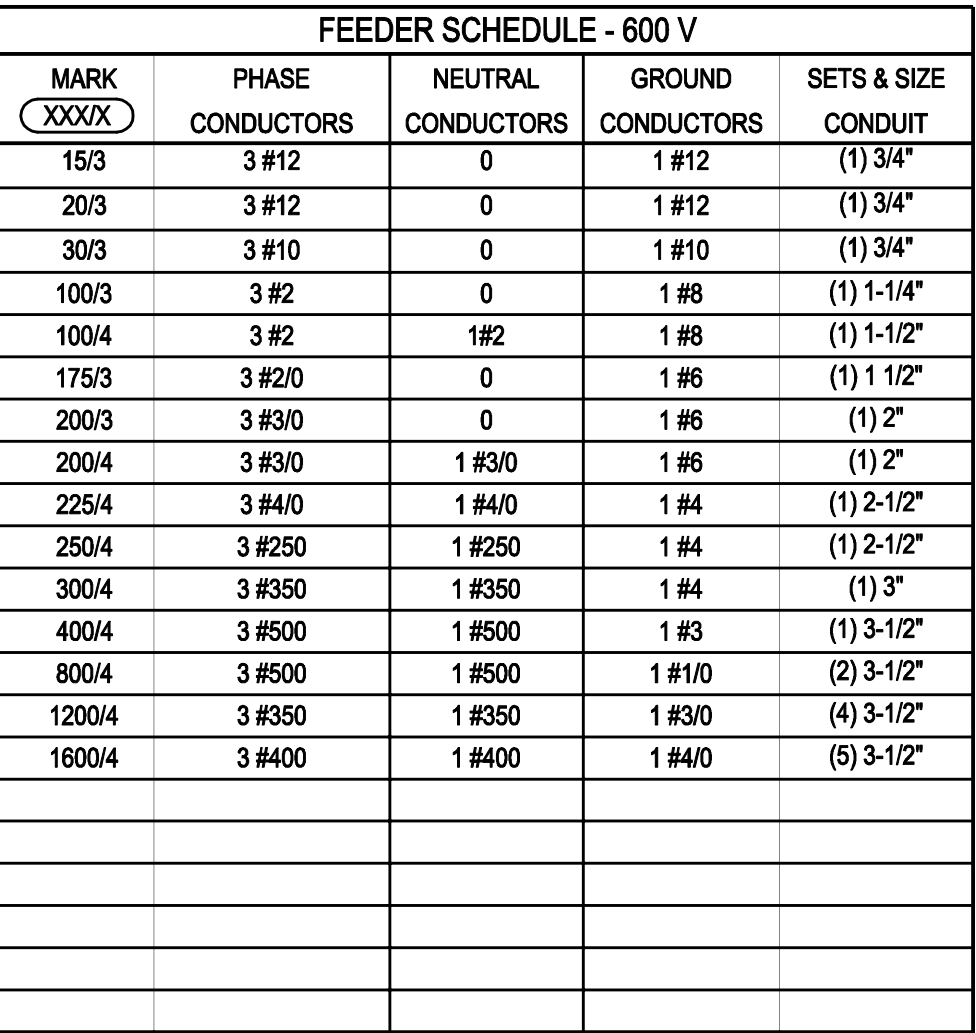 FEEDER SCHEDULE - 600 V
MARK PHASE NEUTRAL GROUND SETS & SIZE
XXX/X CONDUCTORS CONDUCTORS CONDUCTORS CONDUIT
15/3 3 #12 0 1 #12 (1) 3/4"
20/3 3 #12 0 1 #12 (1) 3/4"
30/3 3 #10 0 1 #10 (1) 3/4"
100/3 3 #2 0 1 #8 (1) 1-1/4"
100/4 3 #2 1#2 1 #8 (1) 1-1/2"
175/3 3 #2/0 0 1 #6 (1) 1 1/2"
200/3 3 #3/0 0 1 #6 (1) 2"
200/4 3 #3/0 1 #3/0 1 #6 (1) 2"
225/4 3 #4/0 1 #4/0 1 #4 (1) 2-1/2"
250/4 3 #250 1 #250 1 #4 (1) 2-1/2"
300/4 3 #350 1 #350 1 #4 (1) 3"
400/4 3 #500 1 #500 1 #3 (1) 3-1/2"
800/4 3 #500 1 #500 1 #1/0 (2) 3-1/2"
1200/4 3 #350 1 #350 1 #3/0 (4) 3-1/2"
1600/4 3 #400 1 #400 1 #4/0 (5) 3-1/2"